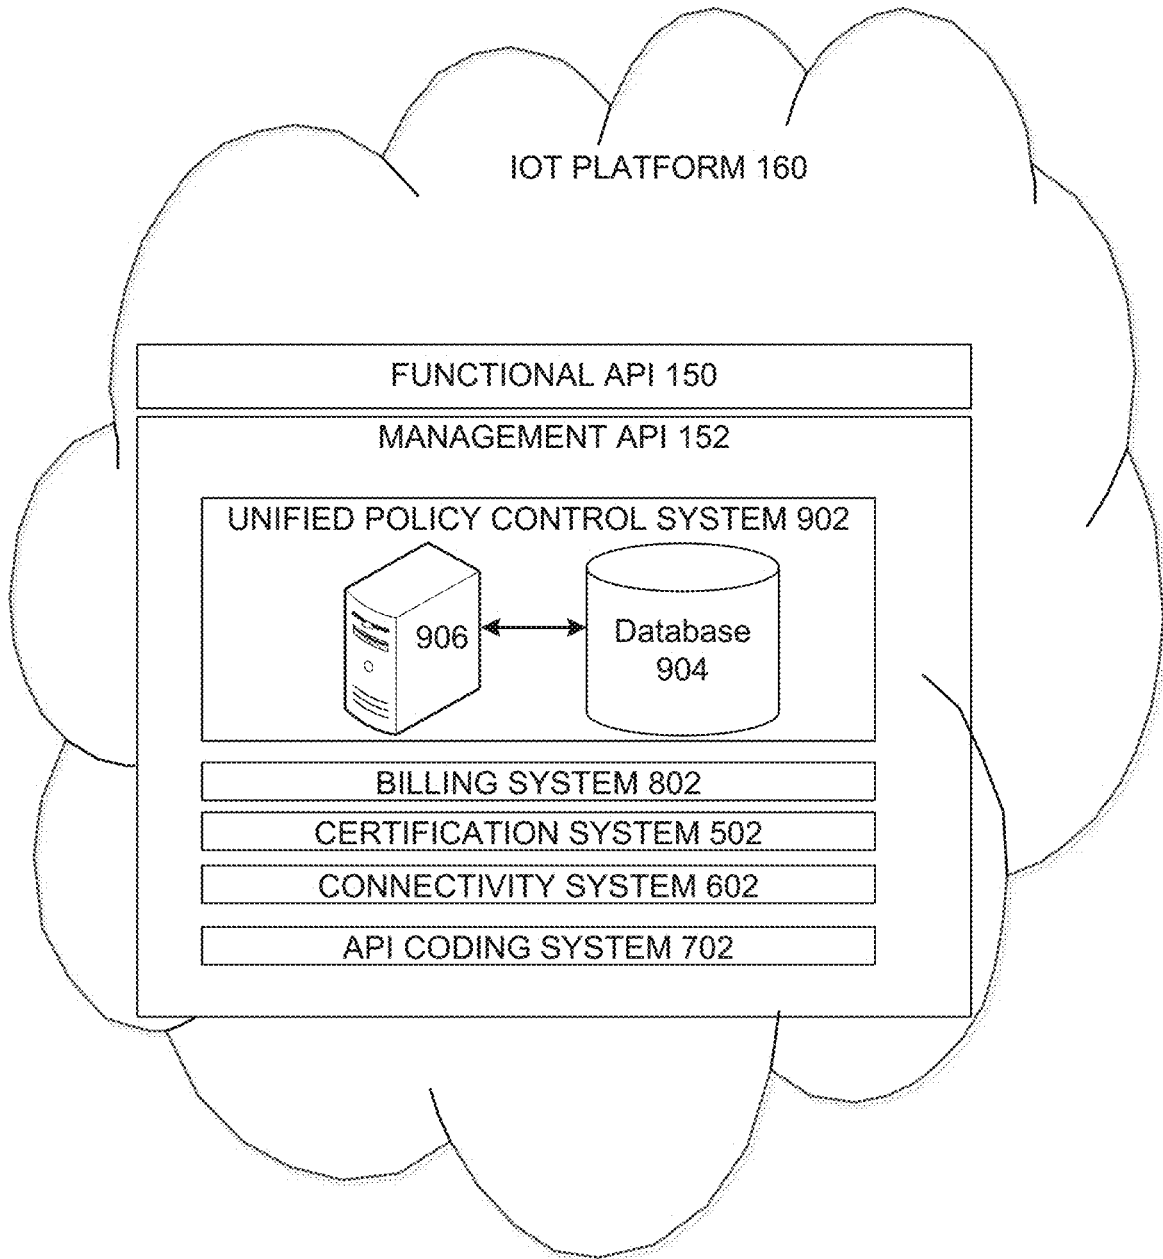 IOT PLATFORM 160
FUNCTIONAL API 150
MANAGEMENT API 152
UNIFIED POLICY CONTROL SYSTEM 902
906
Database
904
BILLING SYSTEM 802
CERTIFICATION SYSTEM 502
CONNECTIVITY SYSTEM 602
API CODING SYSTEM 702